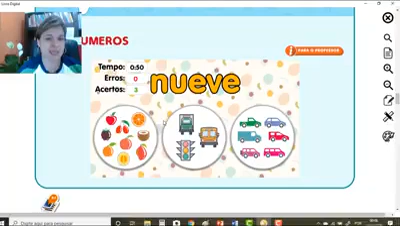 Livro Digital
UMEROS
PARA O PROFESSOR
Tempo: 0:50
Erros: 0
Acertos: 3
nueve
Digite aqui para pesquisar